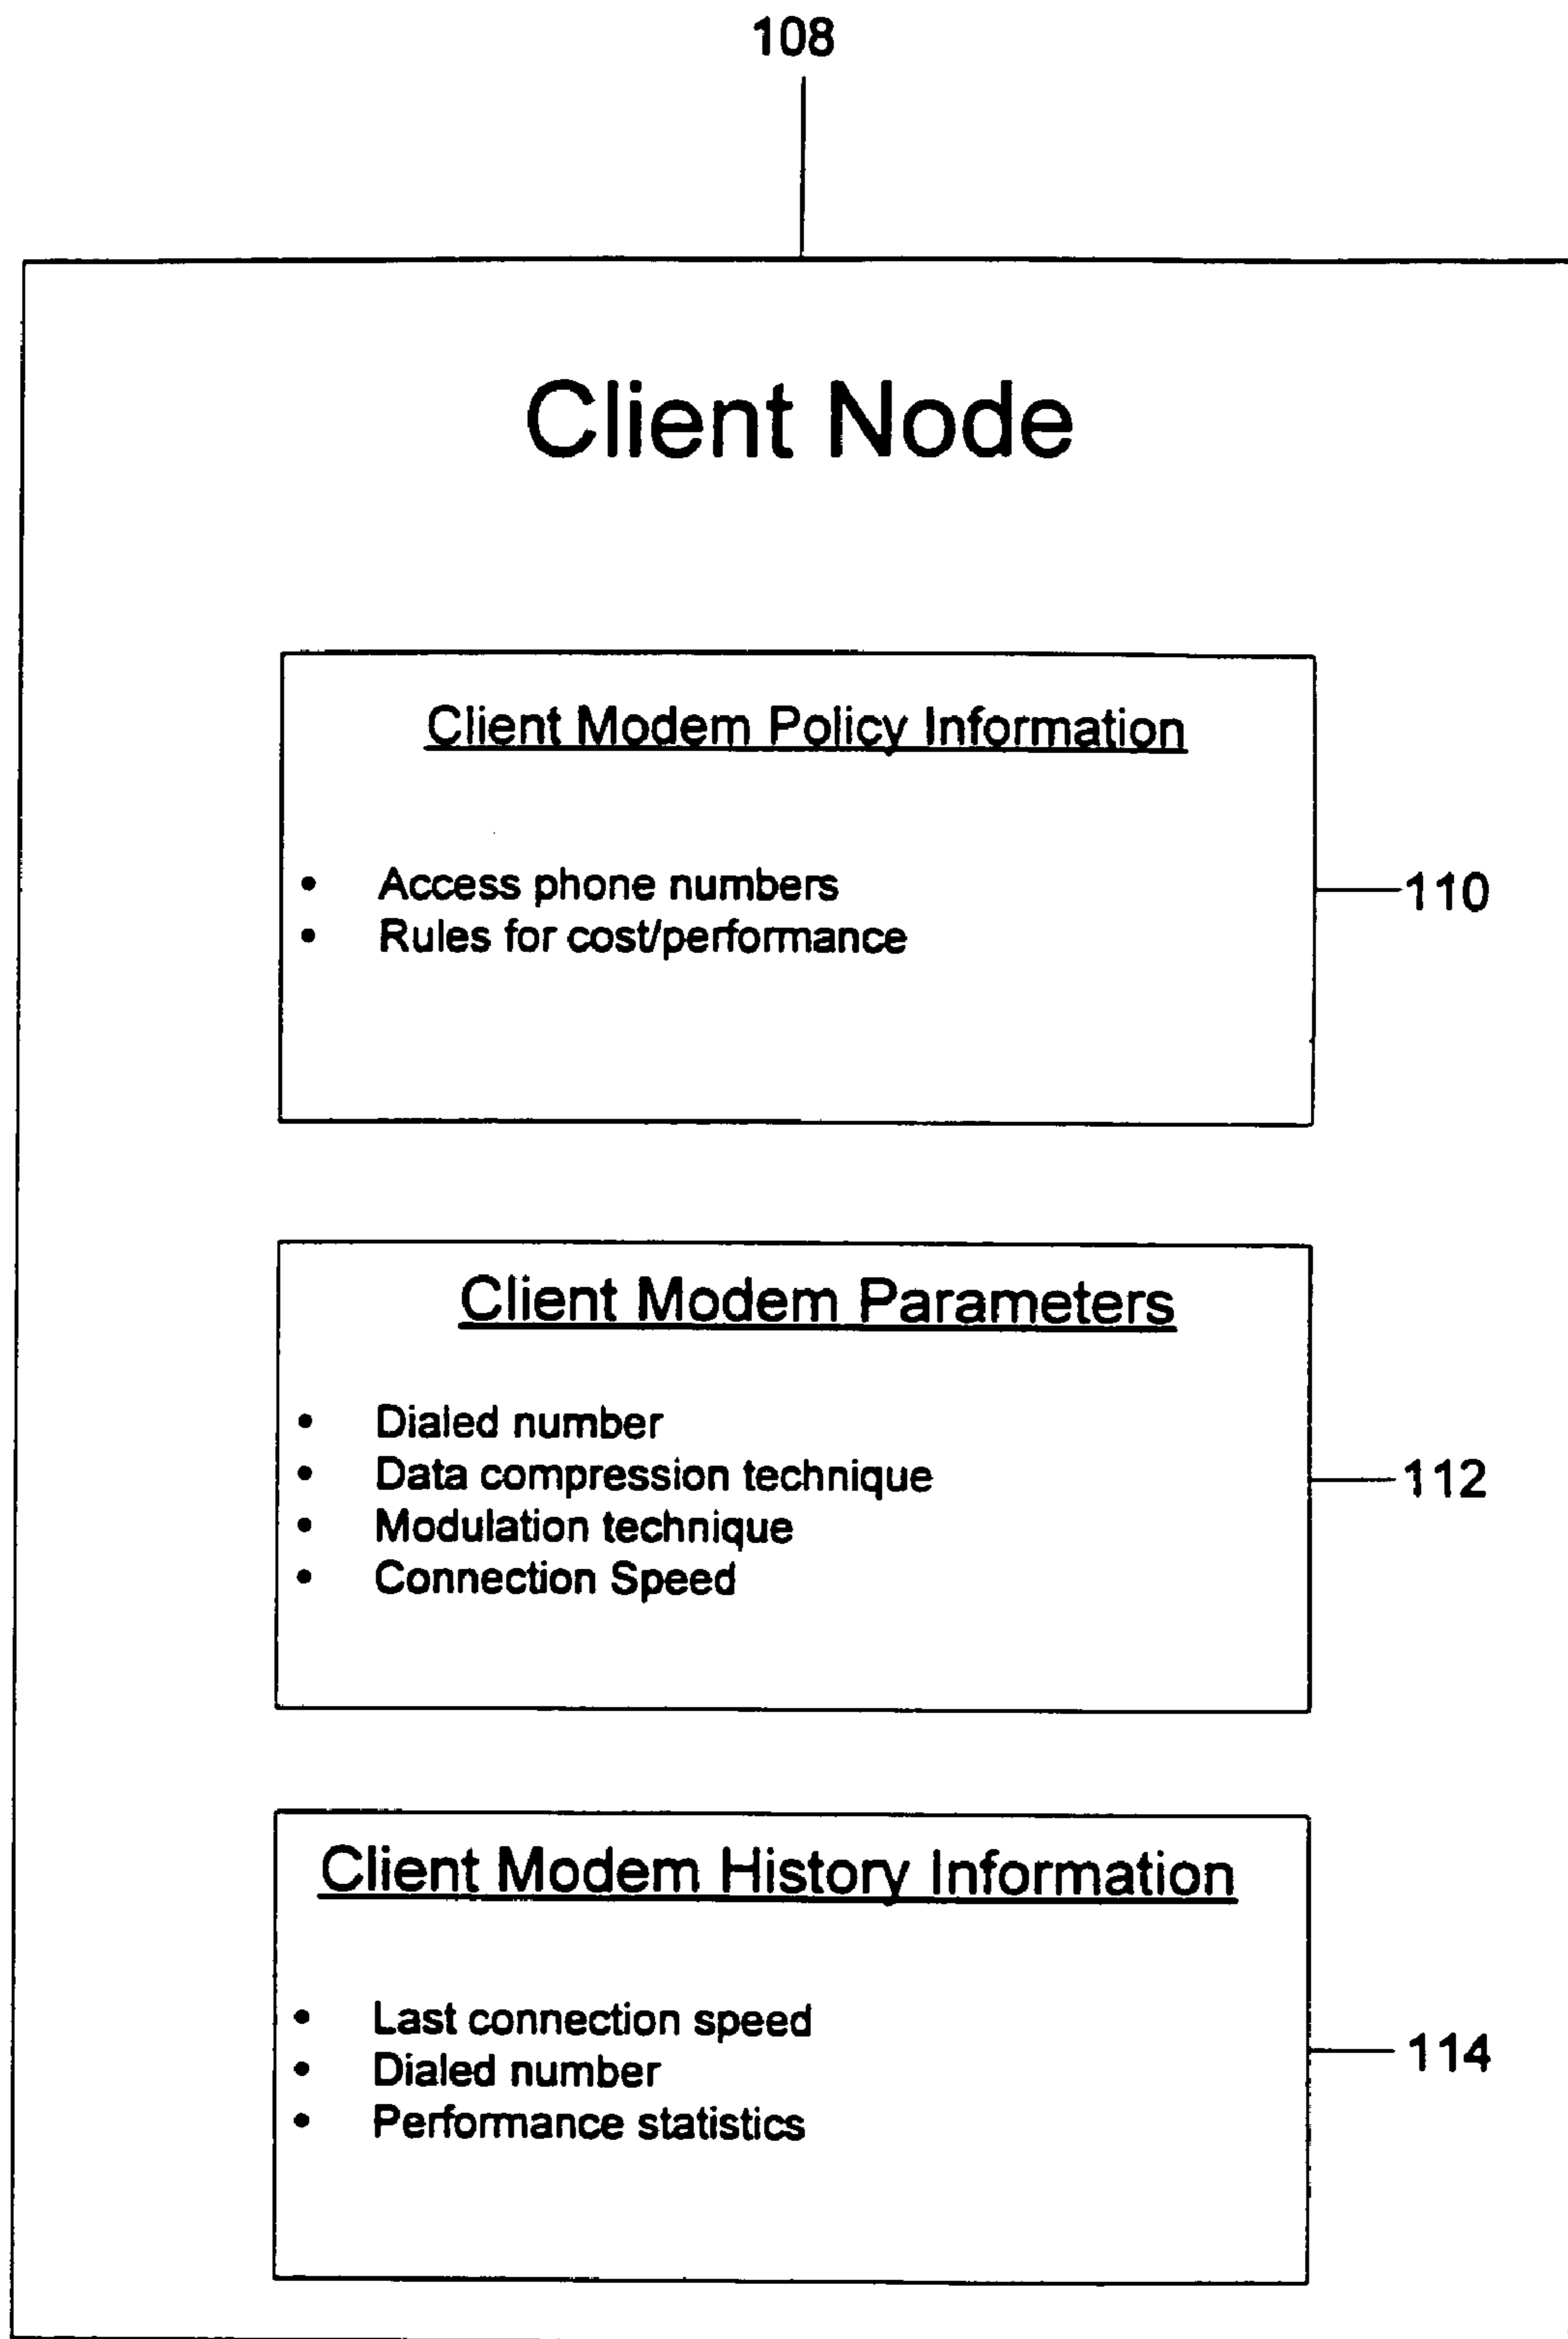 108
Client Node
Client Modem Policy Information
• Access phone numbers
• Rules for cost/performance
110
Client Modem Parameters
• Dialed number
• Data compression technique
• Modulation technique
• Connection Speed
112
Client Modem History Information
• Last connection speed
• Dialed number
• Performance statistics
114